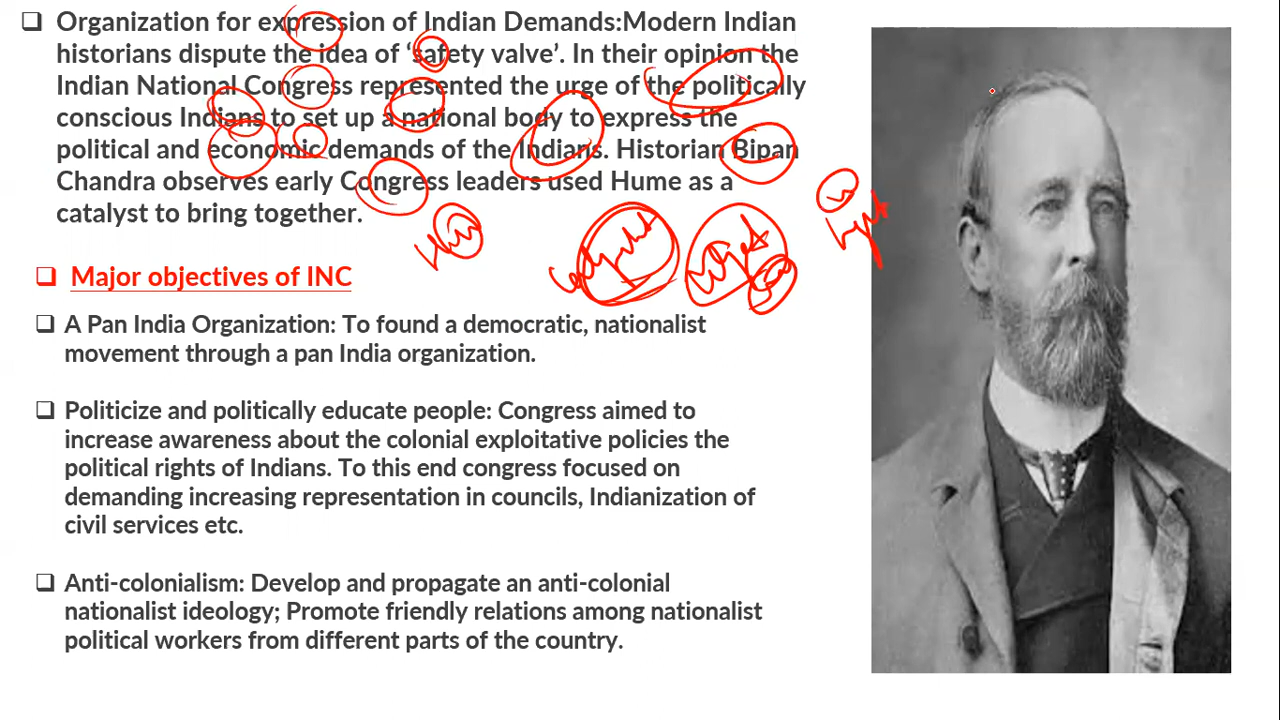 Organization for expression of Indian Demands:Modern Indian
historians dispute the idea of ‘safety valve’. In their opinion the
Indian National Congress represented the urge of the politically
conscious Indians to set up a national body to express the
political and economic demands of the Indians. Historian Bipan
Chandra observes early Congress leaders used Hume as a
catalyst to bring together.
Major objectives of INC
A Pan India Organization: To found a democratic, nationalist
movement through a pan India organization.
Politicize and politically educate people: Congress aimed to
increase awareness about the colonial exploitative policies the
political rights of Indians. To this end congress focused on
demanding increasing representation in councils, Indianization of
civil services etc.
Anti-colonialism: Develop and propagate an anti-colonial
nationalist ideology; Promote friendly relations among nationalist
political workers from different parts of the country.